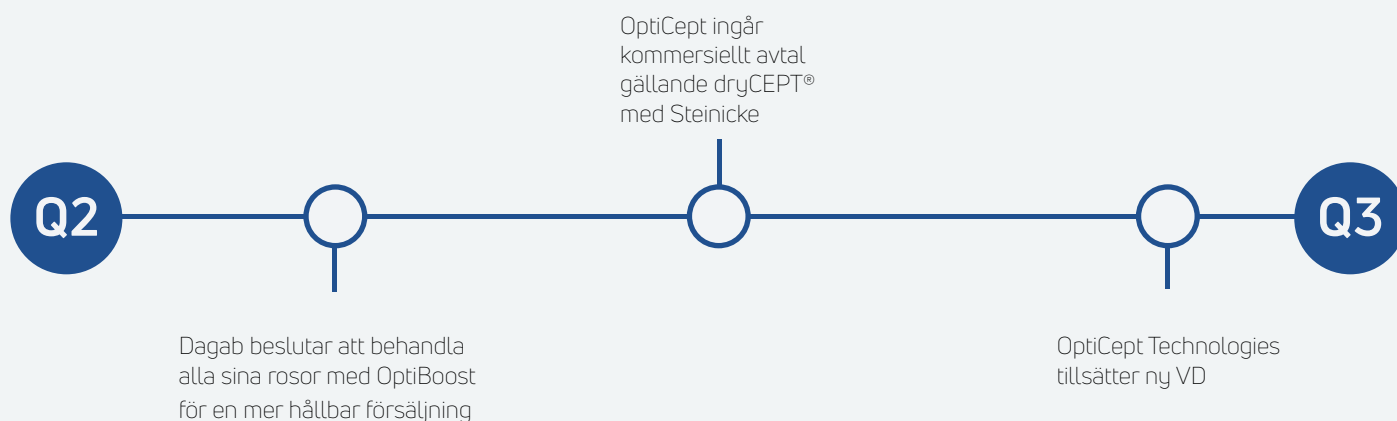 OptiCept ingår
kommersiellt avtal
gällande dryCEPT®
med Steinicke
Q2
Q3
Dagab beslutar att behandla
alla sina rosor med OptiBoost
för en mer hållbar försäljning
OptiCept Technologies
tillsätter ny VD